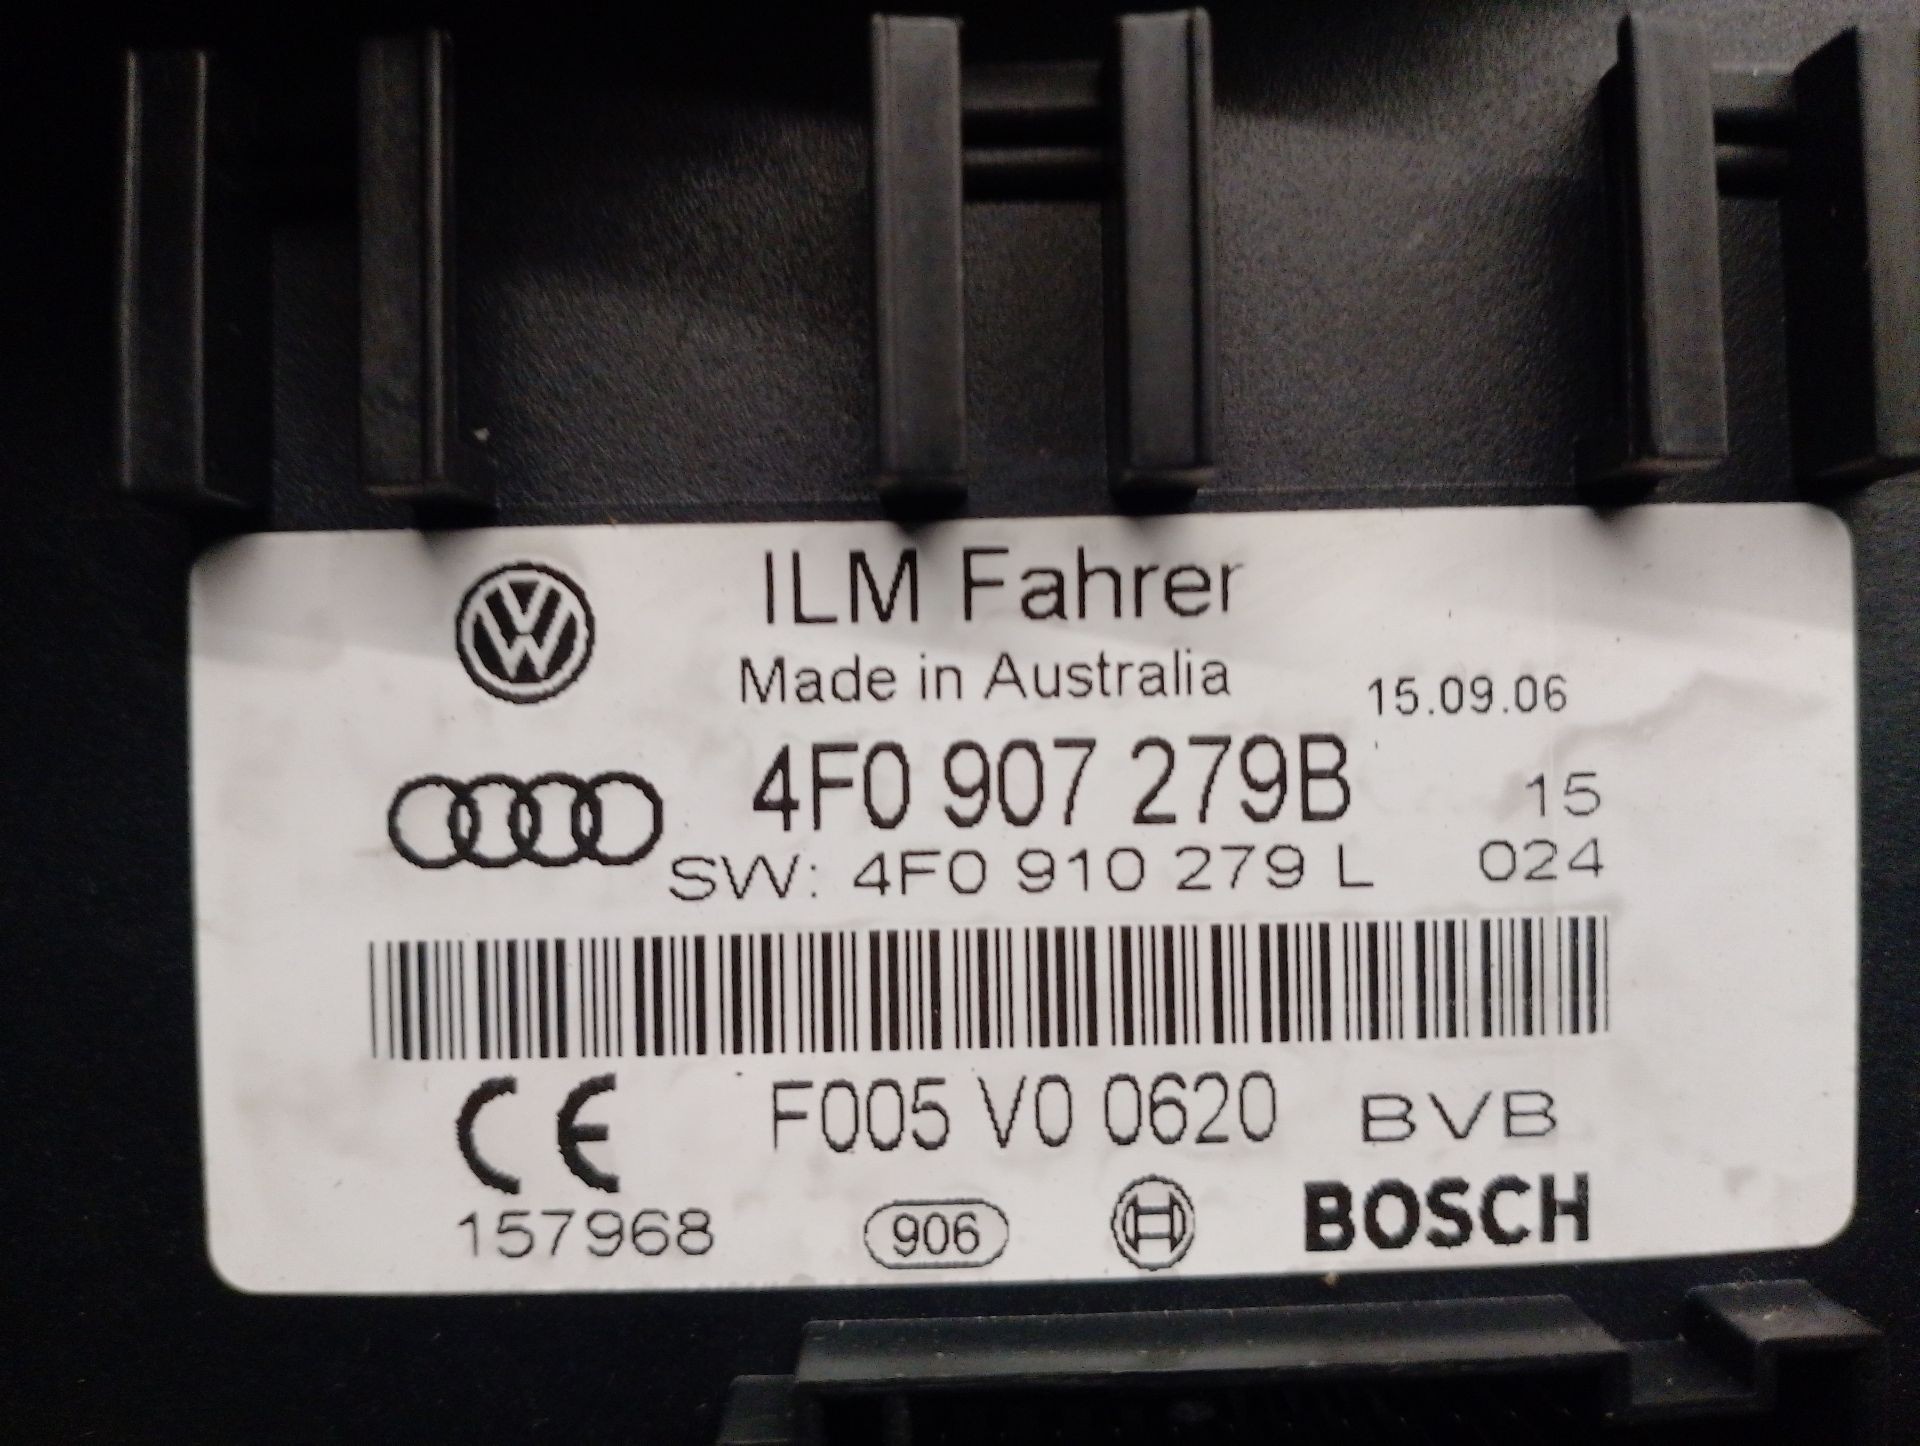 ILM Fahrer
Made in Australia 15.09.06
4F0 907 279B 15
SW: 4F0 910 279 L 024
CE F005 V0 0620 BVB
157968 906 BOSCH